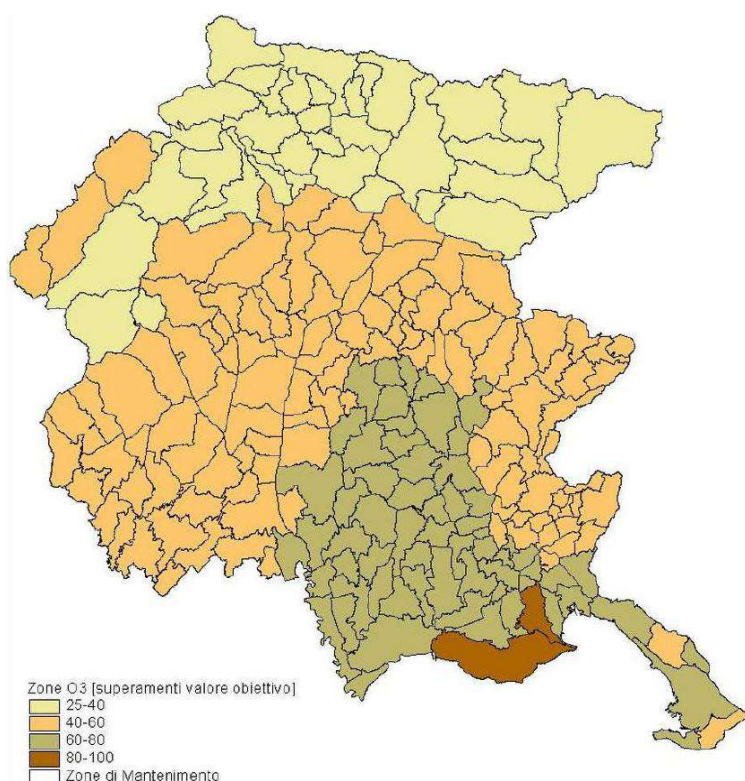 Zone O3 [superamenti valore obiettivo]
25-40
40-60
60-80
80-100
Zone di Mantenimento